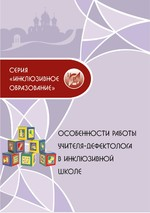 СЕРИЯ
«ИНКЛЮЗИВНОЕ
ОБРАЗОВАНИЕ»
ОСОБЕННОСТИ РАБОТЫ
УЧИТЕЛЯ-ДЕФЕКТОЛОГА
В ИНКЛЮЗИВНОЙ
ШКОЛЕ